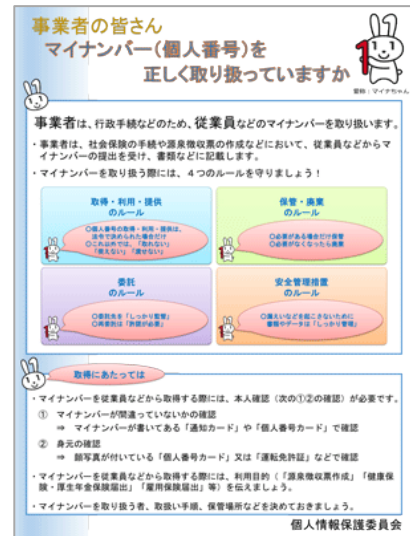 事業者の皆さん
マイナンバー（個人番号）を
正しく取り扱っていますか
愛称：マイナちゃん
事業者は、行政手続などのため、従業員などのマイナンバーを取り扱います。
・事業者は、社会保険の手続や源泉徴収票の作成などにおいて、従業員などからマ
イナンバーの提出を受け、書類などに記載します。
・マイナンバーを取り扱う際には、４つのルールを守りましょう！
取得・利用・提供
のルール
○個人番号の取得・利用・提供は、
法令で決められた場合だけ
○これ以外では、「取れない」
「使えない」「渡せない」
保管・廃棄
のルール
○必要がある場合だけ保管
○必要がなくなったら廃棄
委託
のルール
○委託先を「しっかり監督」
○再委託は「許諾が必要」
安全管理措置
のルール
○漏えいなどを起こさないために
書類やデータは「しっかり管理」
取得にあたっては
・マイナンバーを従業員などから取得する際には、本人確認（次の①②の確認）が必要です。
① マイナンバーが間違っていないかの確認
⇒ マイナンバーが書いてある「通知カード」や「個人番号カード」で確認
② 身元の確認
⇒ 顔写真が付いている「個人番号カード」又は「運転免許証」などで確認
・マイナンバーを従業員などから取得する際には、利用目的（「源泉徴収票作成」「健康保
険・厚生年金保険届出」「雇用保険届出」等）を伝えましょう。
・マイナンバーを取り扱う者、取扱い手順、保管場所などを決めておきましょう。
個人情報保護委員会